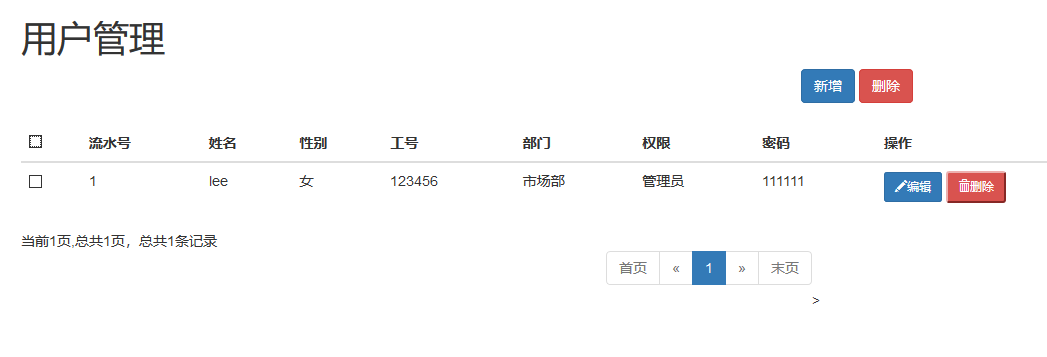 用户管理
新增 删除
流水号 姓名 性别 工号 部门 权限 密码 操作
1 lee 女 123456 市场部 管理员 111111 编辑 删除
当前1页,总共1页，总共1条记录
首页 « 1 » 末页
>